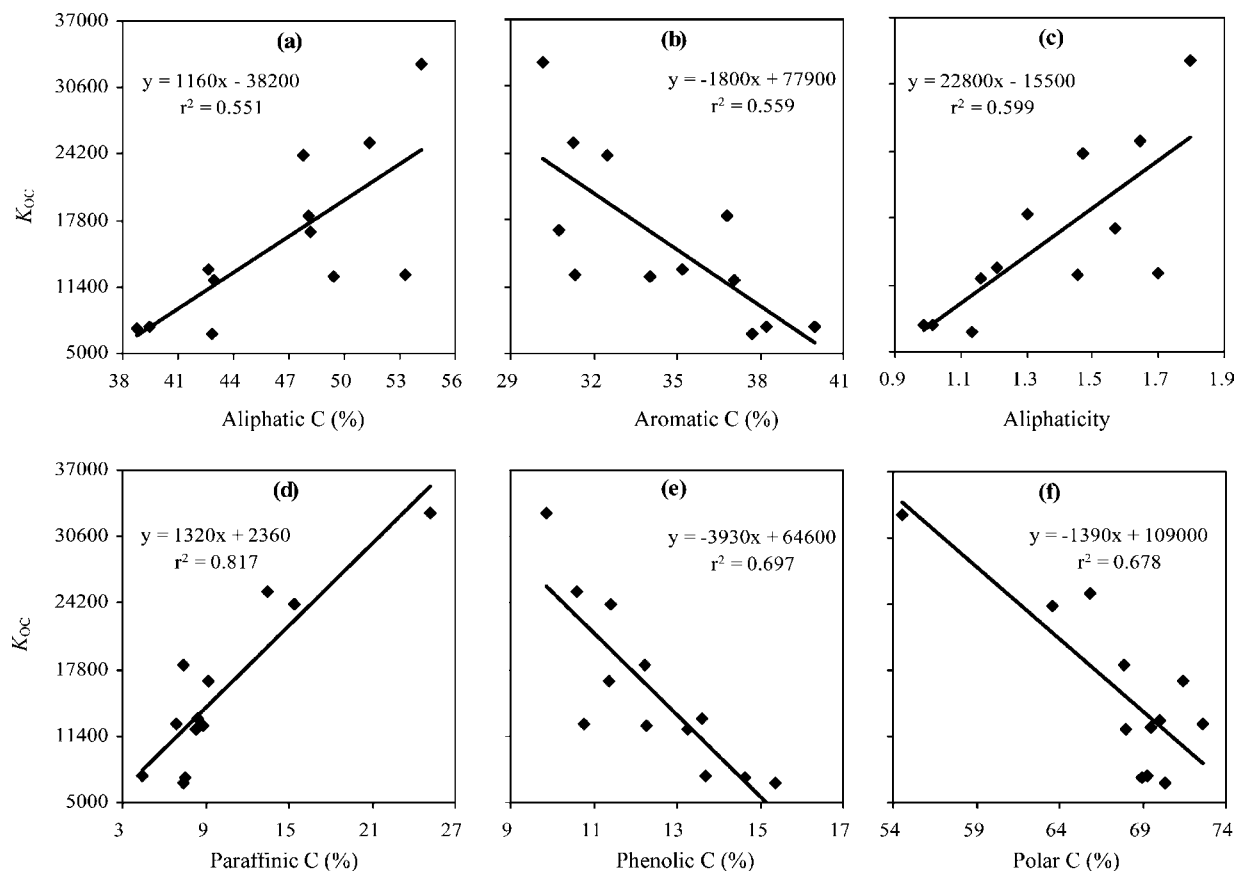 (a)
y = 1160x - 38200
r² = 0.551
K_OC
37000
30600
24200
17800
11400
5000
38 41 44 48 50 53 56
Aliphatic C (%)
(b)
y = -1800x + 77900
r² = 0.559
29 32 35 38 41
Aromatic C (%)
(c)
y = 22800x - 15500
r² = 0.599
0.9 1.1 1.3 1.5 1.7 1.9
Aliphaticity
(d)
y = 1320x + 2360
r² = 0.817
K_OC
37000
30600
24200
17800
11400
5000
3 9 15 21 27
Paraffinic C (%)
(e)
y = -3930x + 64600
r² = 0.697
9 11 13 15 17
Phenolic C (%)
(f)
y = -1390x + 109000
r² = 0.678
54 59 64 69 74
Polar C (%)